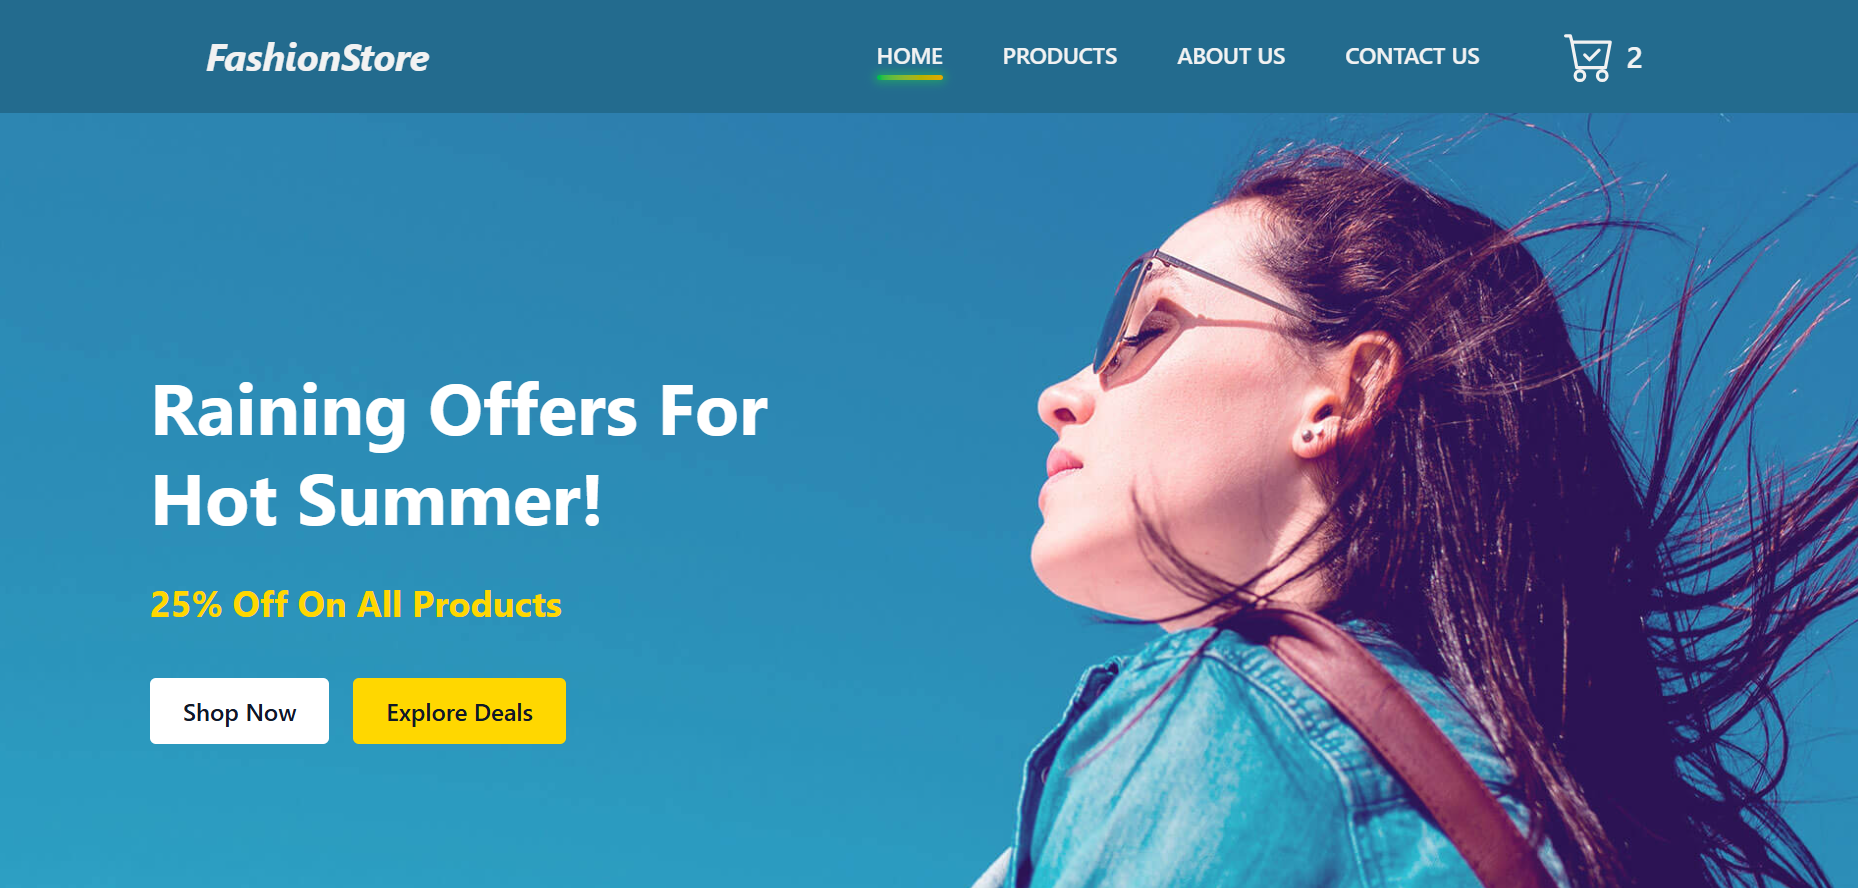 FashionStore
HOME PRODUCTS ABOUT US CONTACT US 2
Raining Offers For
Hot Summer!
25% Off On All Products
Shop Now Explore Deals